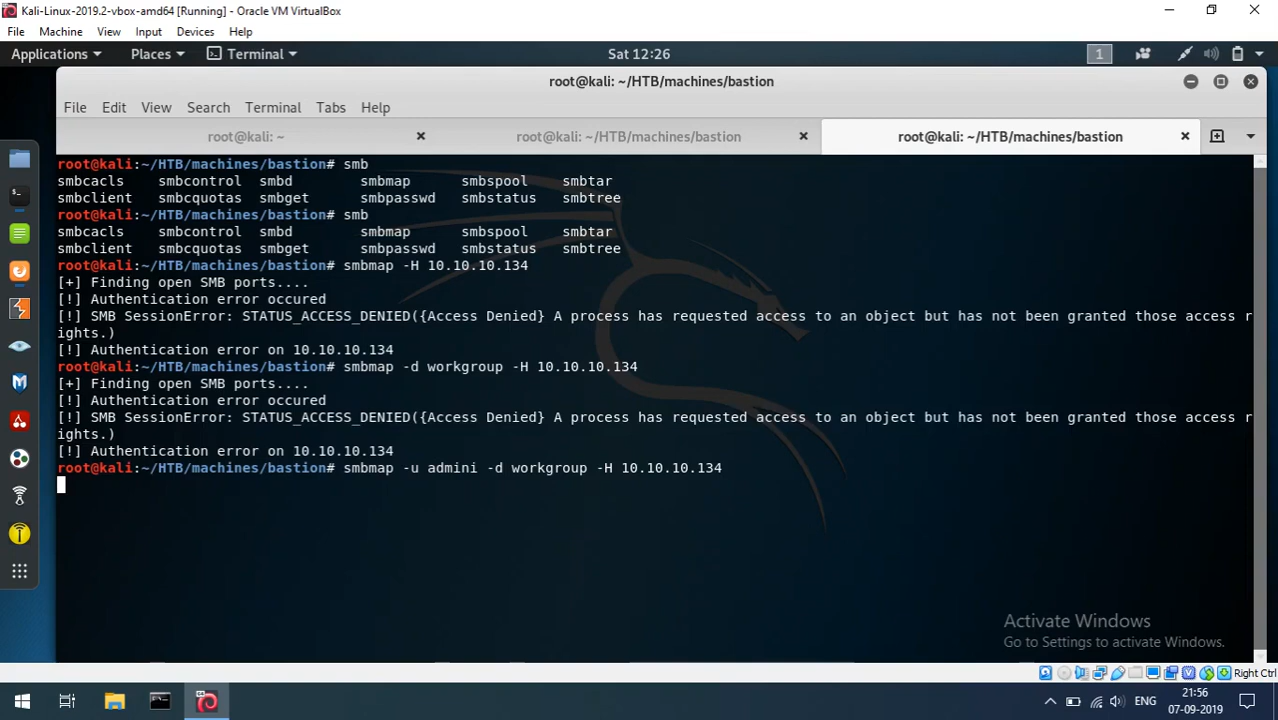 Kali-Linux-2019.2-vbox-amd64 [Running] - Oracle VM VirtualBox
File Machine View Input Devices Help
Applications Places Terminal Sat 12:26 1
root@kali: ~/HTB/machines/bastion
File Edit View Search Terminal Tabs Help
root@kali: ~ root@kali: ~/HTB/machines/bastion root@kali: ~/HTB/machines/bastion
root@kali:~/HTB/machines/bastion# smb
smbcacls smbcontrol smbd smbmap smbspool smbtar
smbclient smbcquotas smbget smbpasswd smbstatus smbtree
root@kali:~/HTB/machines/bastion# smb
smbcacls smbcontrol smbd smbmap smbspool smbtar
smbclient smbcquotas smbget smbpasswd smbstatus smbtree
root@kali:~/HTB/machines/bastion# smbmap -H 10.10.10.134
[+] Finding open SMB ports....
[!] Authentication error occured
[!] SMB SessionError: STATUS_ACCESS_DENIED({Access Denied} A process has requested access to an object but has not been granted those access r
ights.)
[!] Authentication error on 10.10.10.134
root@kali:~/HTB/machines/bastion# smbmap -d workgroup -H 10.10.10.134
[+] Finding open SMB ports....
[!] Authentication error occured
[!] SMB SessionError: STATUS_ACCESS_DENIED({Access Denied} A process has requested access to an object but has not been granted those access r
ights.)
[!] Authentication error on 10.10.10.134
root@kali:~/HTB/machines/bastion# smbmap -u admini -d workgroup -H 10.10.10.134
Activate Windows
Go to Settings to activate Windows.
Right Ctrl
ENG
21:56
07-09-2019